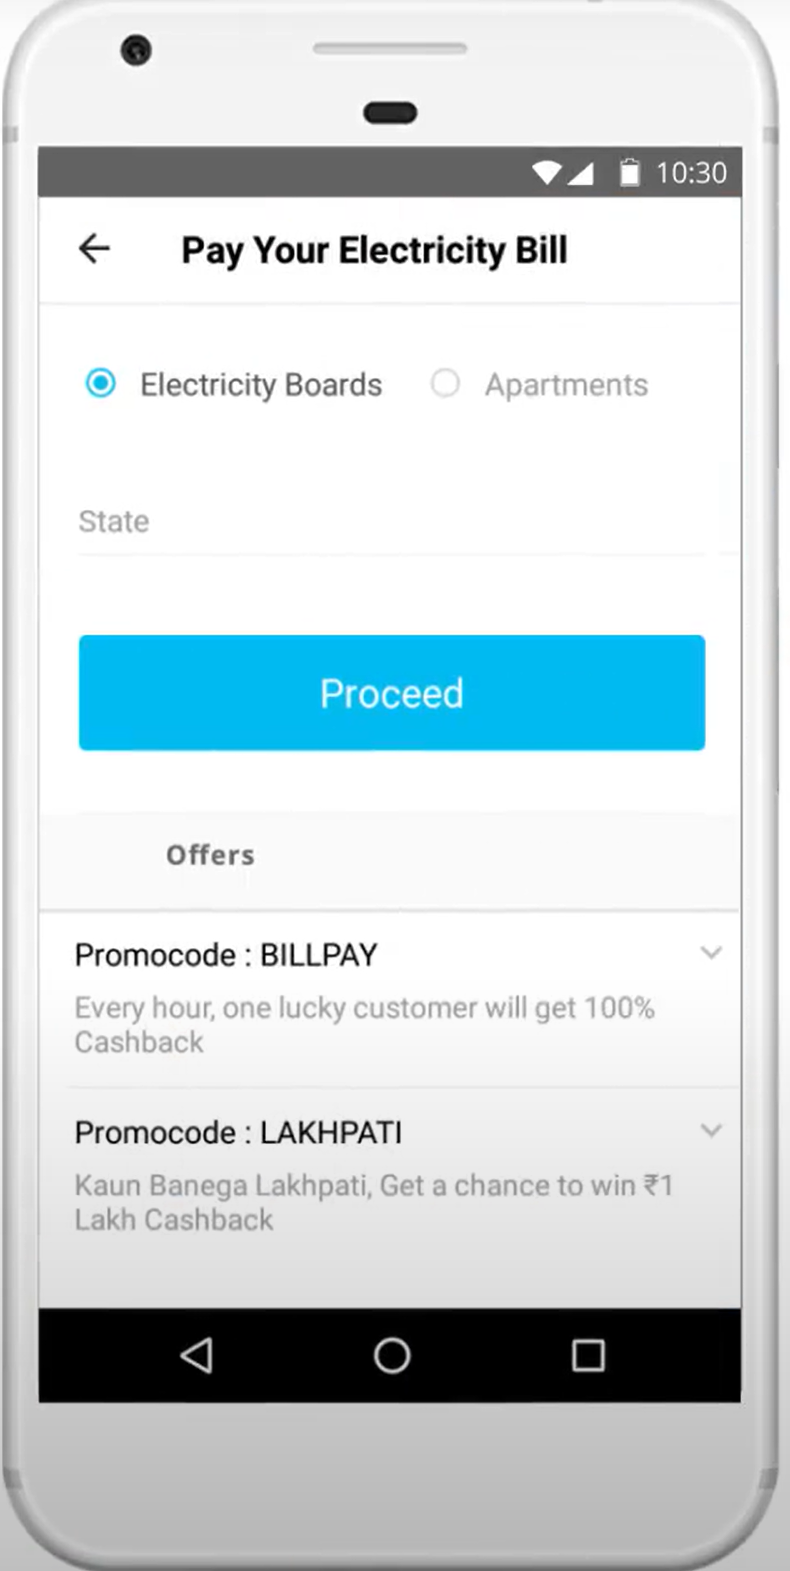 10:30
Pay Your Electricity Bill
Electricity Boards Apartments
State
Proceed
Offers
Promocode : BILLPAY
Every hour, one lucky customer will get 100%
Cashback
Promocode : LAKHPATI
Kaun Banega Lakhpati, Get a chance to win ₹1
Lakh Cashback